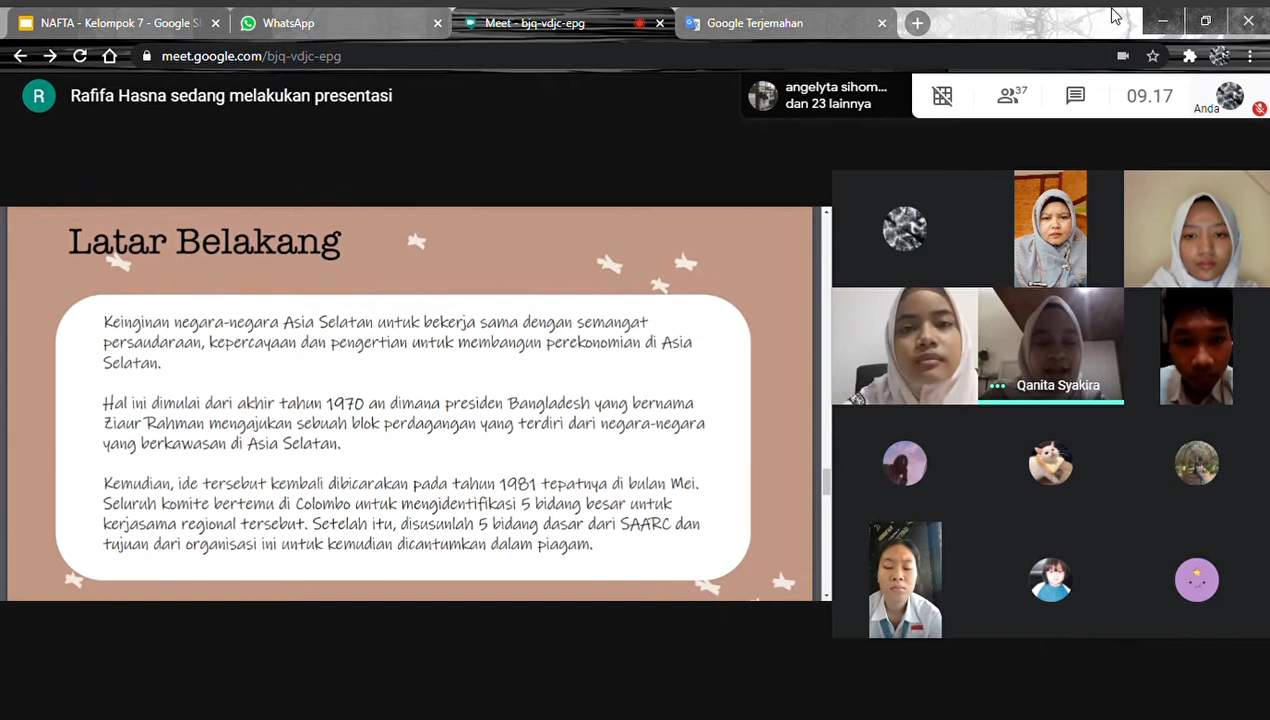 NAFTA - Kelompok 7 - Google Sl
WhatsApp
Meet - bjq-vdjc-epg
Google Terjemahan
meet.google.com/bjq-vdjc-epg
R
Rafifa Hasna sedang melakukan presentasi
angelyta sihom...
dan 23 lainnya
37
09.17
Anda
Latar Belakang
Keinginan negara-negara Asia Selatan untuk bekerja sama dengan semangat
persaudaraan, kepercayaan dan pengertian untuk membangun perekonomian di Asia
Selatan.
Hal ini dimulai dari akhir tahun 1970 an dimana presiden Bangladesh yang bernama
Ziaur Rahman mengajukan sebuah blok perdagangan yang terdiri dari negara-negara
yang berkawasan di Asia Selatan.
Kemudian, ide tersebut kembali dibicarakan pada tahun 1981 tepatnya di bulan Mei.
Seluruh komite bertemu di Colombo untuk mengidentifikasi 5 bidang besar untuk
kerjasama regional tersebut. Setelah itu, disusunlah 5 bidang dasar dari SAARC dan
tujuan dari organisasi ini untuk kemudian dicantumkan dalam piagam.
Qanita Syakira